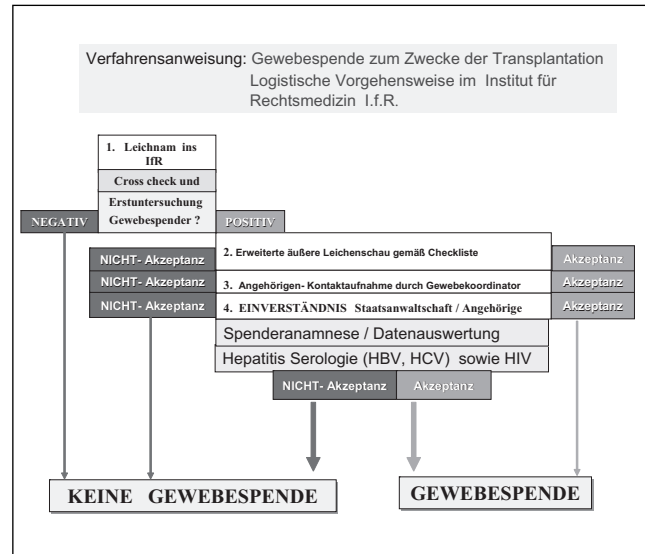 Verfahrensanweisung: Gewebespende zum Zwecke der Transplantation
Logistische Vorgehensweise im Institut für
Rechtsmedizin I.f.R.
1. Leichnam ins
IfR
Cross check und
Erstuntersuchung
Gewebespender ?
NEGATIV
POSITIV
NICHT- Akzeptanz
2. Erweiterte äußere Leichenschau gemäß Checkliste
Akzeptanz
NICHT- Akzeptanz
3. Angehörigen- Kontaktaufnahme durch Gewebekoordinator
Akzeptanz
NICHT- Akzeptanz
4. EINVERSTÄNDNIS Staatsanwaltschaft / Angehörige
Akzeptanz
Spenderanamnese / Datenauswertung
Hepatitis Serologie (HBV, HCV) sowie HIV
NICHT- Akzeptanz
Akzeptanz
KEINE GEWEBESPENDE
GEWEBESPENDE